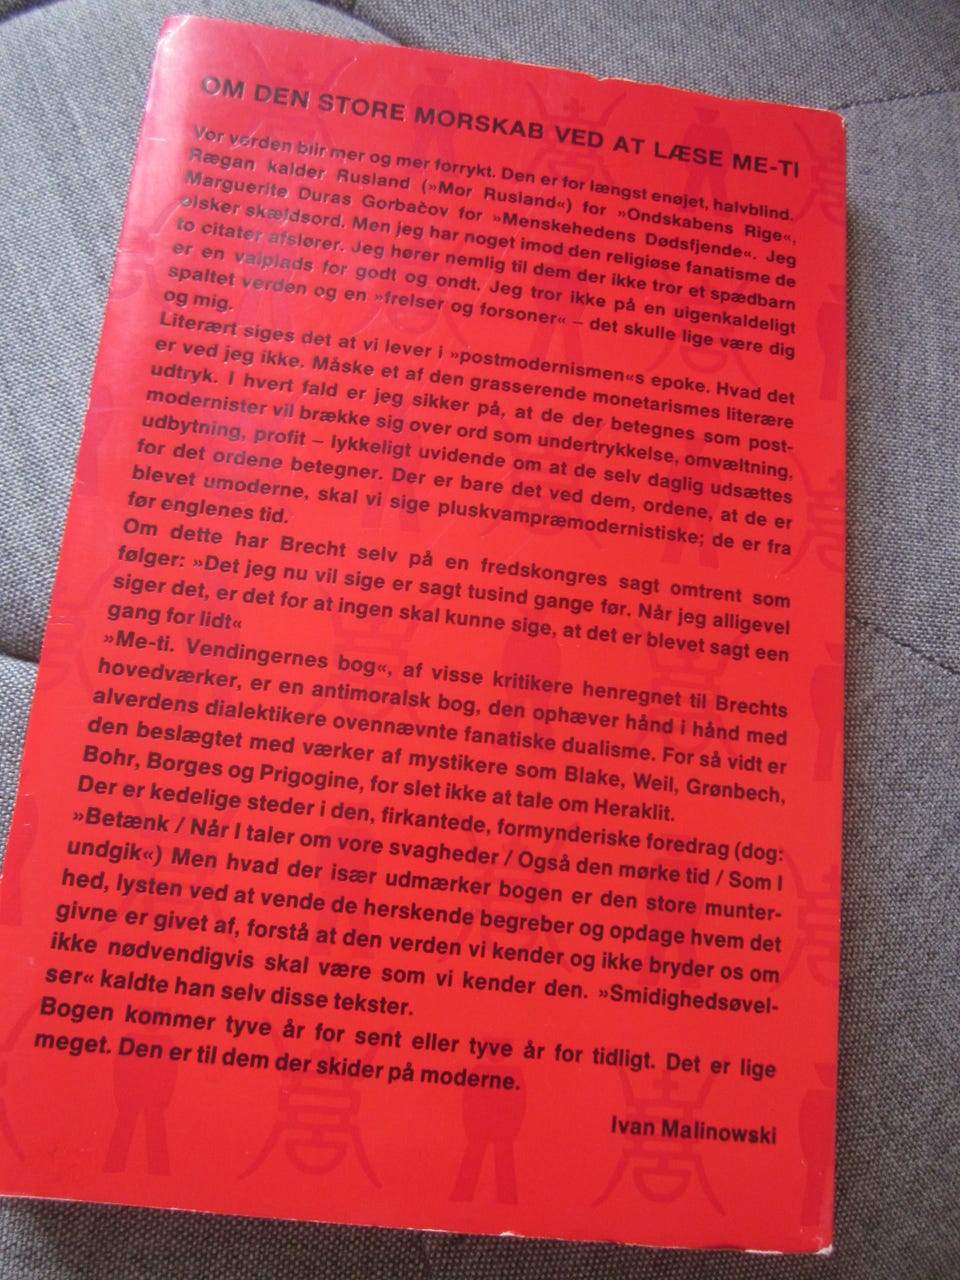 OM DEN STORE MORSKAB VED AT LÆSE ME-TI
Vor verden blir mer og mer forrykt. Den er for længst enøjet, halvblind.
Rægan kalder Rusland (»Mor Rusland«) for »Ondskabens Rige«,
Marguerite Duras Gorbačov for »Menskehedens Dødsfjende«. Jeg
elsker skældsord. Men jeg har noget imod den religiøse fanatisme de
to citater afslører. Jeg hører nemlig til dem der ikke tror et spædbarn
er en valplads for godt og ondt. Jeg tror ikke på en uigenkaldeligt
spaltet verden og en »frelser og forsoner« – det skulle lige være dig
og mig.
Literært siges det at vi lever i »postmodernismen«s epoke. Hvad det
er ved jeg ikke. Måske et af den grasserende monetarismes literære
udtryk. I hvert fald er jeg sikker på, at de der betegnes som post-
modernister vil brække sig over ord som undertrykkelse, omvæltning,
udbytning, profit – lykkeligt uvidende om at de selv daglig udsættes
for det ordene betegner. Der er bare det ved dem, ordene, at de er
blevet umoderne, skal vi sige pluskvampræmodernistiske; de er fra
før englenes tid.
Om dette har Brecht selv på en fredskongres sagt omtrent som
følger: »Det jeg nu vil sige er sagt tusind gange før. Når jeg alligevel
siger det, er det for at ingen skal kunne sige, at det er blevet sagt een
gang for lidt«
»Me-ti. Vendingernes bog«, af visse kritikere henregnet til Brechts
hovedværker, er en antimoralsk bog, den ophæver hånd i hånd med
alverdens dialektikere ovennævnte fanatiske dualisme. For så vidt er
den beslægtet med værker af mystikere som Blake, Weil, Grønbech,
Bohr, Borges og Prigogine, for slet ikke at tale om Heraklit.
Der er kedelige steder i den, firkantede, formynderiske foredrag (dog:
»Betænk / Når I taler om vore svagheder / Også den mørke tid / Som I
undgik«) Men hvad der især udmærker bogen er den store munter-
hed, lysten ved at vende de herskende begreber og opdage hvem det
givne er givet af, forstå at den verden vi kender og ikke bryder os om
ikke nødvendigvis skal være som vi kender den. »Smidighedsøvel-
ser« kaldte han selv disse tekster.
Bogen kommer tyve år for sent eller tyve år for tidligt. Det er lige
meget. Den er til dem der skider på moderne.
Ivan Malinowski